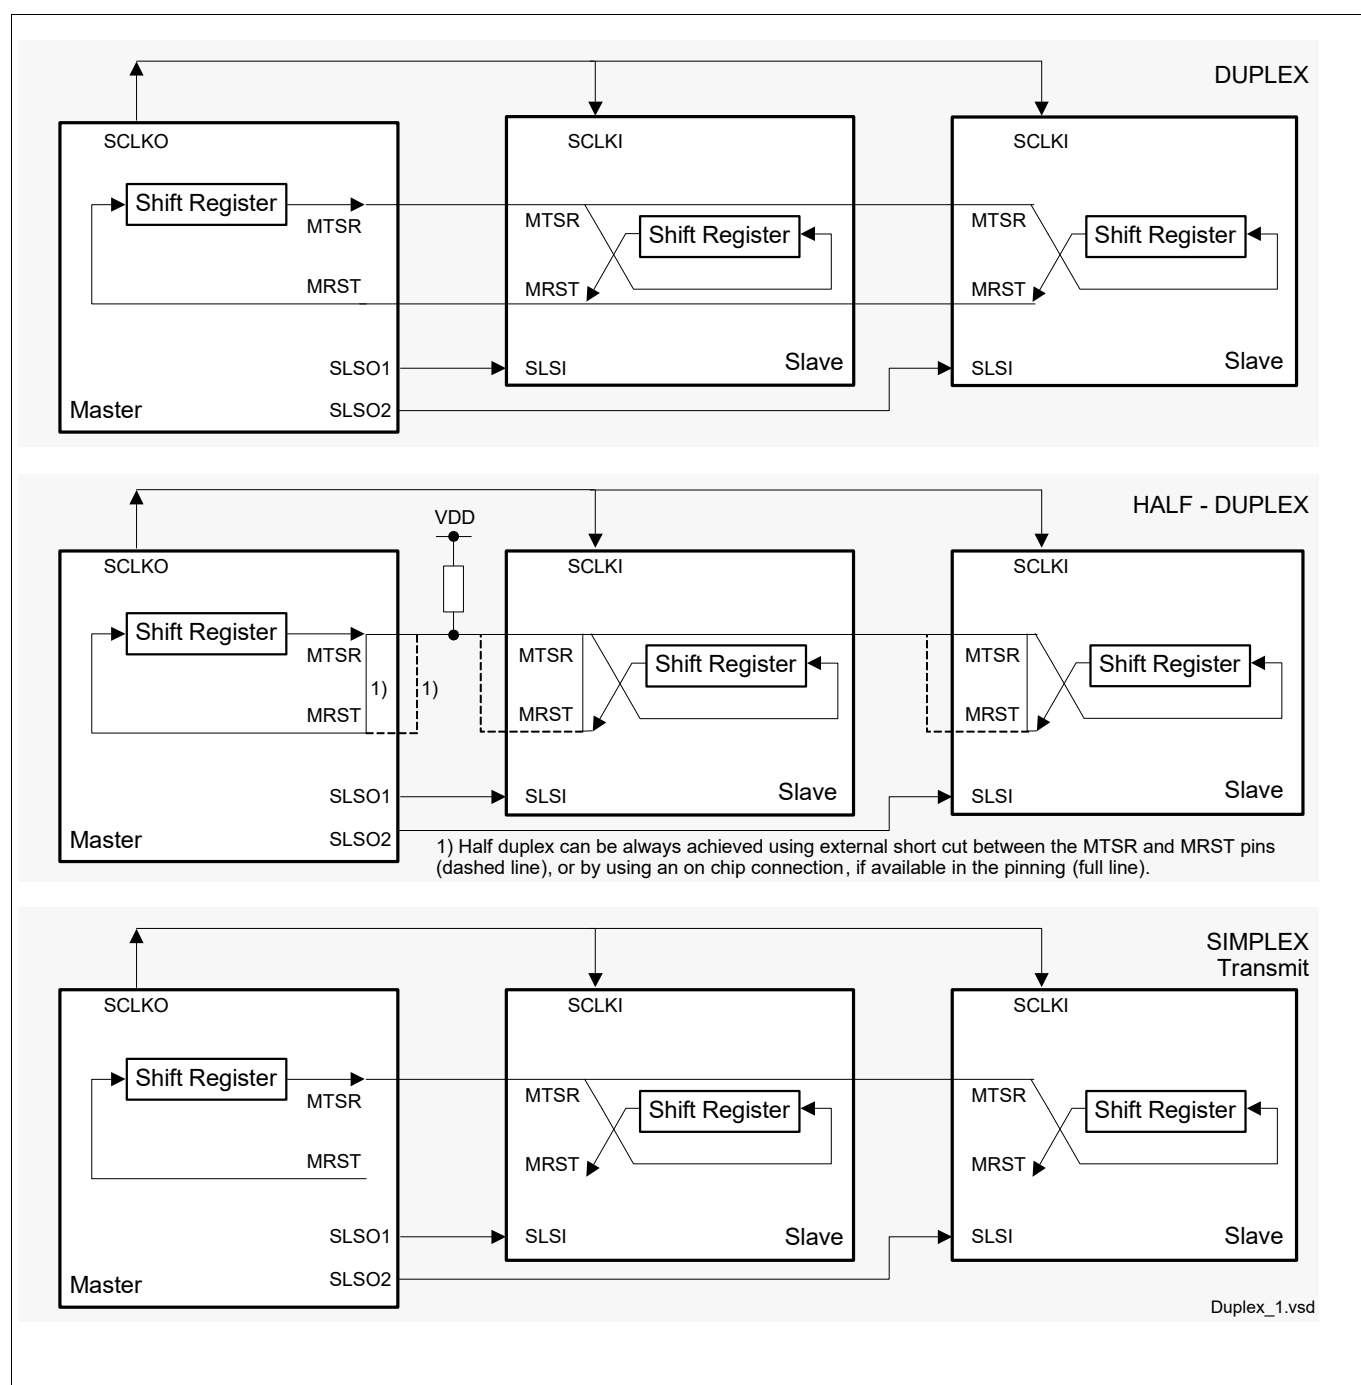 DUPLEX
SCLKO
SCLKI
SCLKI
Shift Register
MTSR
MTSR
Shift Register
MTSR
Shift Register
MRST
MRST
MRST
SLSO1
SLSI
Slave
SLSI
Slave
Master
SLSO2
HALF - DUPLEX
VDD
SCLKO
SCLKI
SCLKI
Shift Register
MTSR
MTSR
Shift Register
MTSR
Shift Register
1)
1)
MRST
MRST
MRST
SLSO1
SLSI
Slave
SLSI
Slave
Master
SLSO2
1) Half duplex can be always achieved using external short cut between the MTSR and MRST pins
(dashed line), or by using an on chip connection, if available in the pinning (full line).
SIMPLEX
Transmit
SCLKO
SCLKI
SCLKI
Shift Register
MTSR
MTSR
Shift Register
MTSR
Shift Register
MRST
MRST
MRST
SLSO1
SLSI
Slave
SLSI
Slave
Master
SLSO2
Duplex_1.vsd